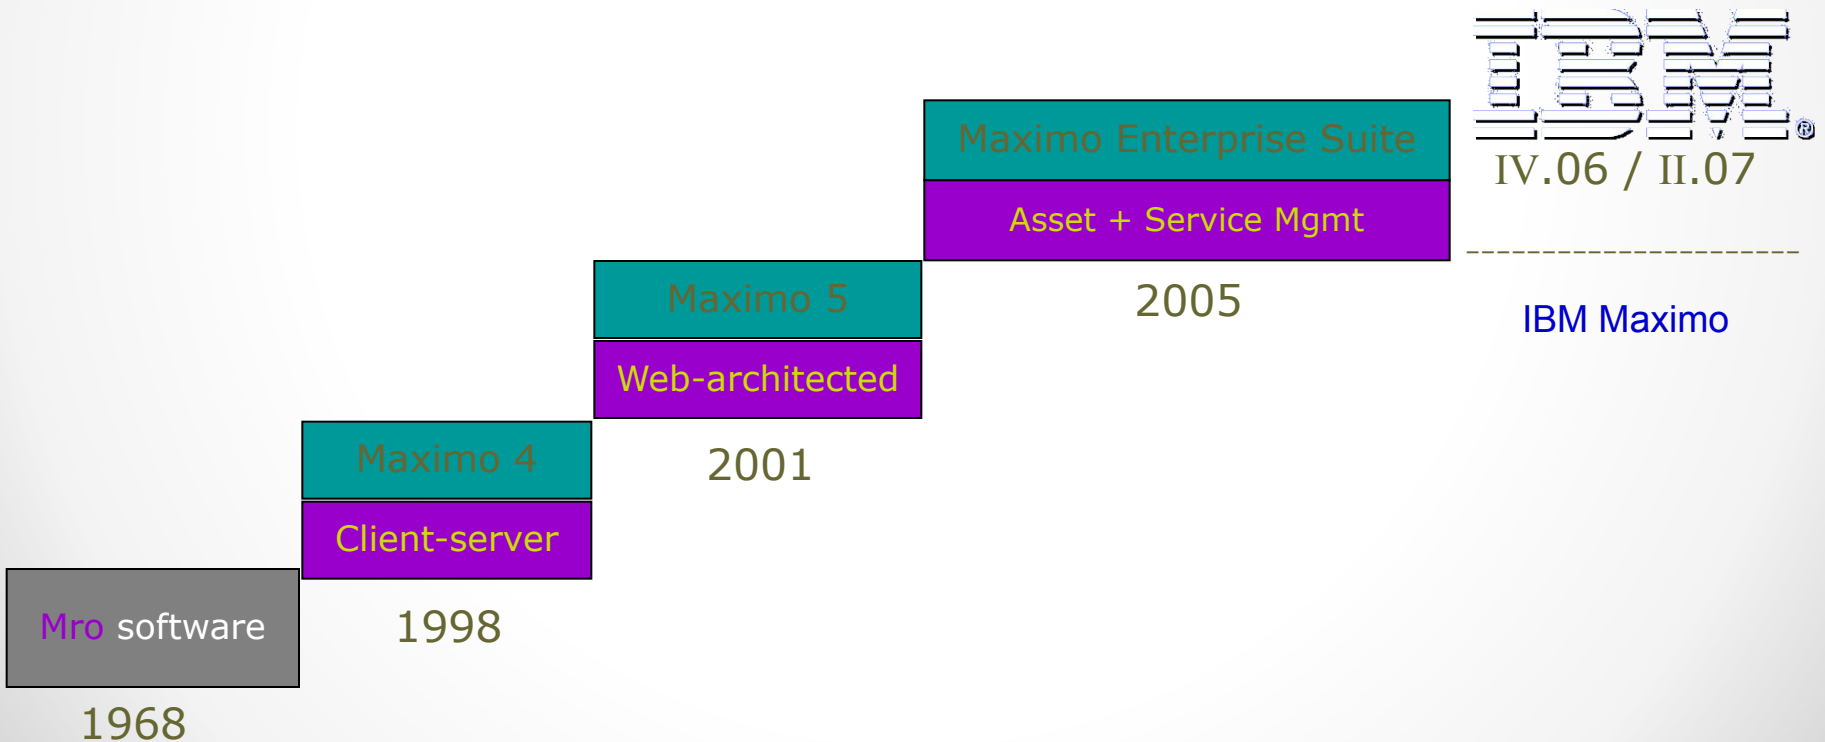 IBM®
IV.06 / II.07
Maximo Enterprise Suite
Asset + Service Mgmt
2005
IBM Maximo
Maximo 5
Web-architected
2001
Maximo 4
Client-server
1998
Mro software
1968